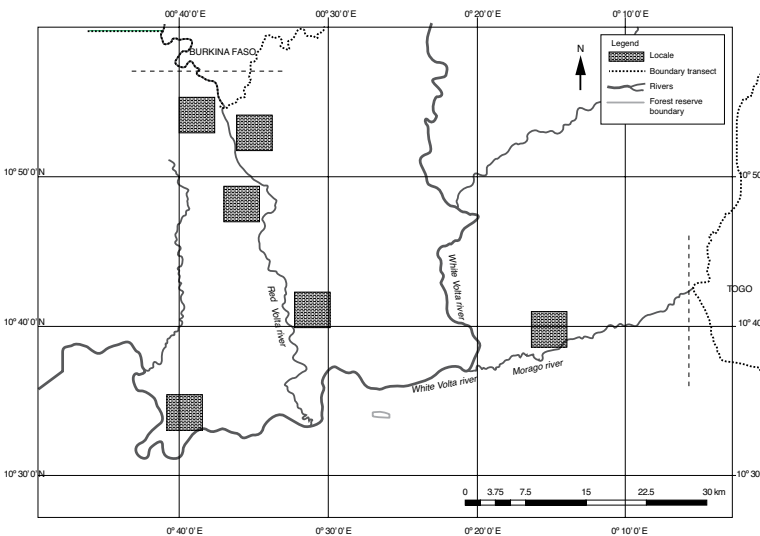 00°40′0″E 00°30′0″E 0°20′0″E 0°10′0″E
BURKINA FASO
N
Legend
Locale
Boundary transect
Rivers
Forest reserve
boundary
10°50′0″N
10°50
White Volta river
Red Volta river
TOGO
10°40′0″N
10°40
Morago river
White Volta river
10°30′0″N
10°30
0 3.75 7.5 15 22.5 30 km
0°40′0″E 0°30′0″E 0°20′0″E 0°10′0″E